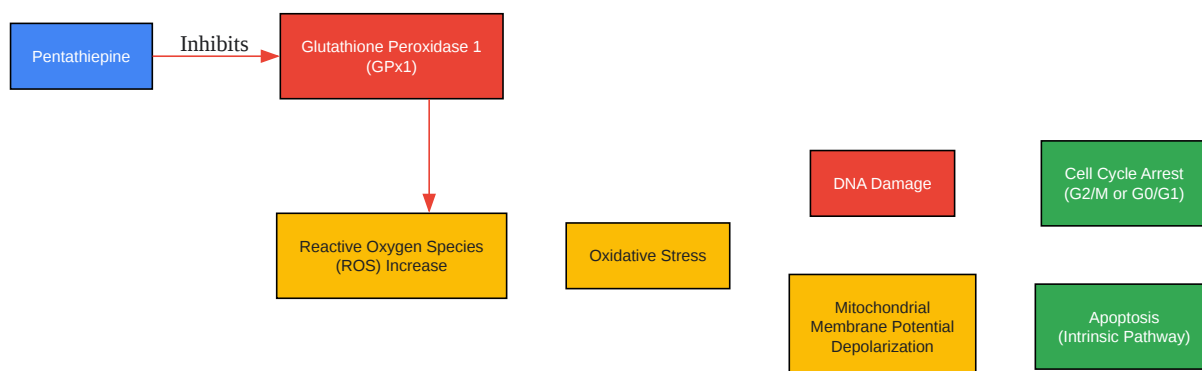 Pentathiepine
Inhibits
Glutathione Peroxidase 1
(GPx1)
Reactive Oxygen Species
(ROS) Increase
Oxidative Stress
DNA Damage
Mitochondrial
Membrane Potential
Depolarization
Cell Cycle Arrest
(G2/M or G0/G1)
Apoptosis
(Intrinsic Pathway)